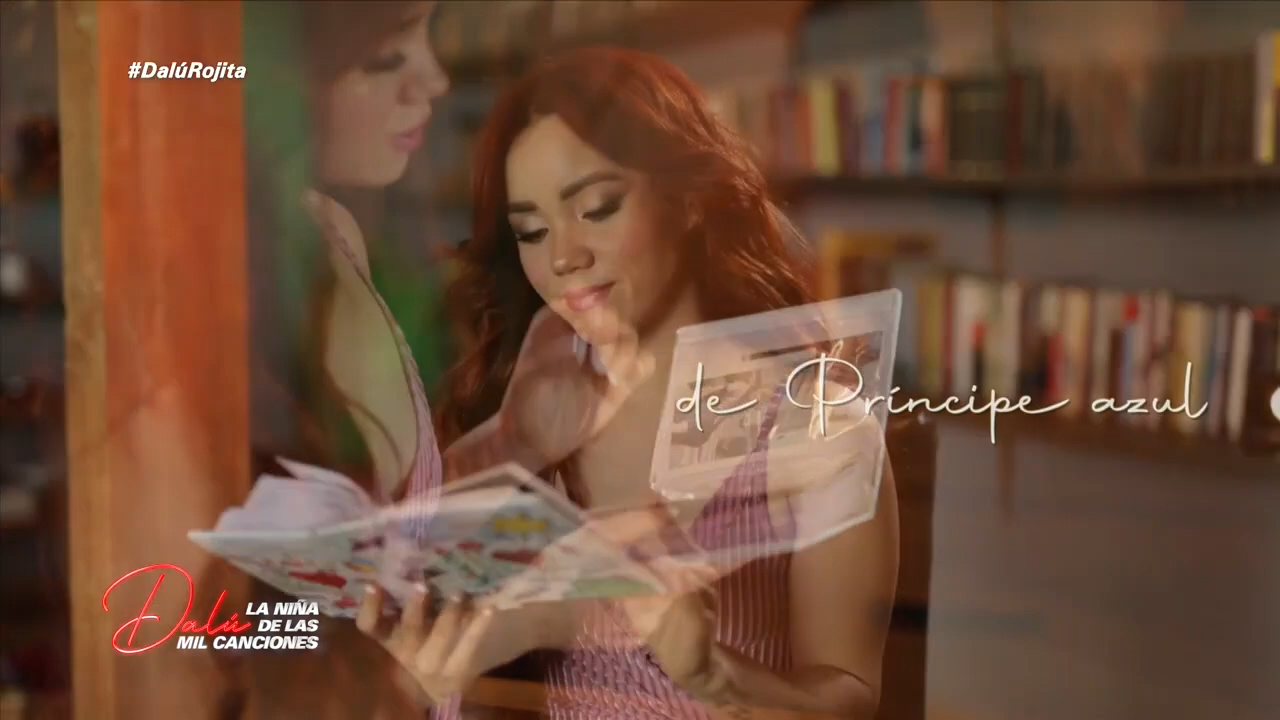 #DalúRojita
de Príncipe azul
Dalú LA NIÑA
DE LAS
MIL CANCIONES